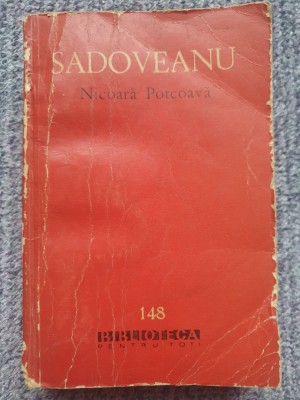 SADOVEANU
Nicoară Potcoavă
148
BIBLIOTECA
PENTRU TOȚI